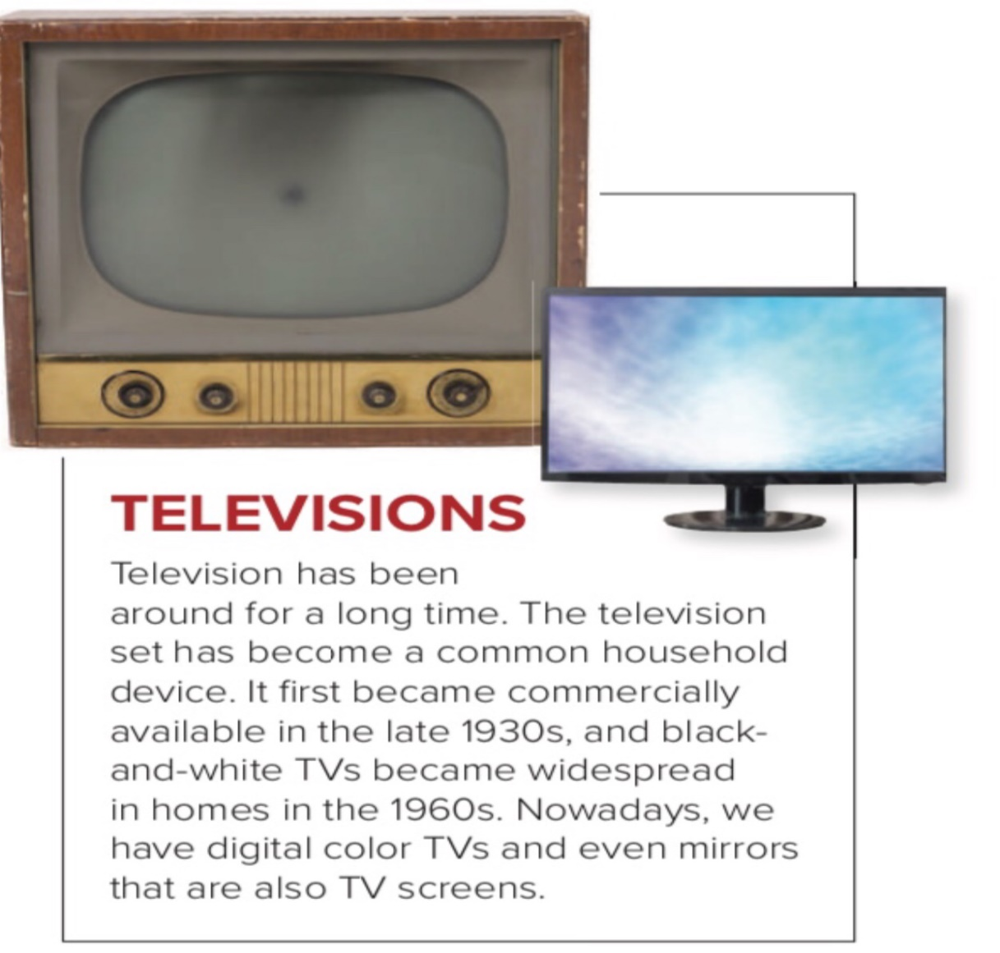 TELEVISIONS
Television has been
around for a long time. The television
set has become a common household
device. It first became commercially
available in the late 1930s, and black-
and-white TVs became widespread
in homes in the 1960s. Nowadays, we
have digital color TVs and even mirrors
that are also TV screens.